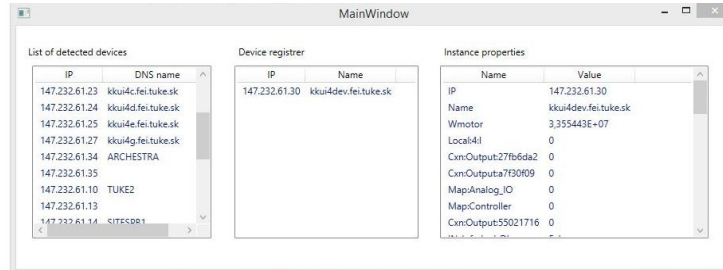 MainWindow
List of detected devices
IP DNS name
147.232.61.23 kkui4c.fei.tuke.sk
147.232.61.24 kkui4d.fei.tuke.sk
147.232.61.25 kkui4e.fei.tuke.sk
147.232.61.27 kkui4g.fei.tuke.sk
147.232.61.34 ARCHESTRA
147.232.61.35
147.232.61.10 TUKE2
147.232.61.13
147.232.61.14 SITESPR1
Device registrer
IP Name
147.232.61.30 kkui4dev.fei.tuke.sk
Instance properties
Name Value
IP 147.232.61.30
Name kkui4dev.fei.tuke.sk
Wmotor 3,355443E+07
Local:4:I 0
Cxn:Output:27fb6da2 0
Cxn:Output:a7f30f09 0
Map:Analog_IO 0
Map:Controller 0
Cxn:Output:55021716 0